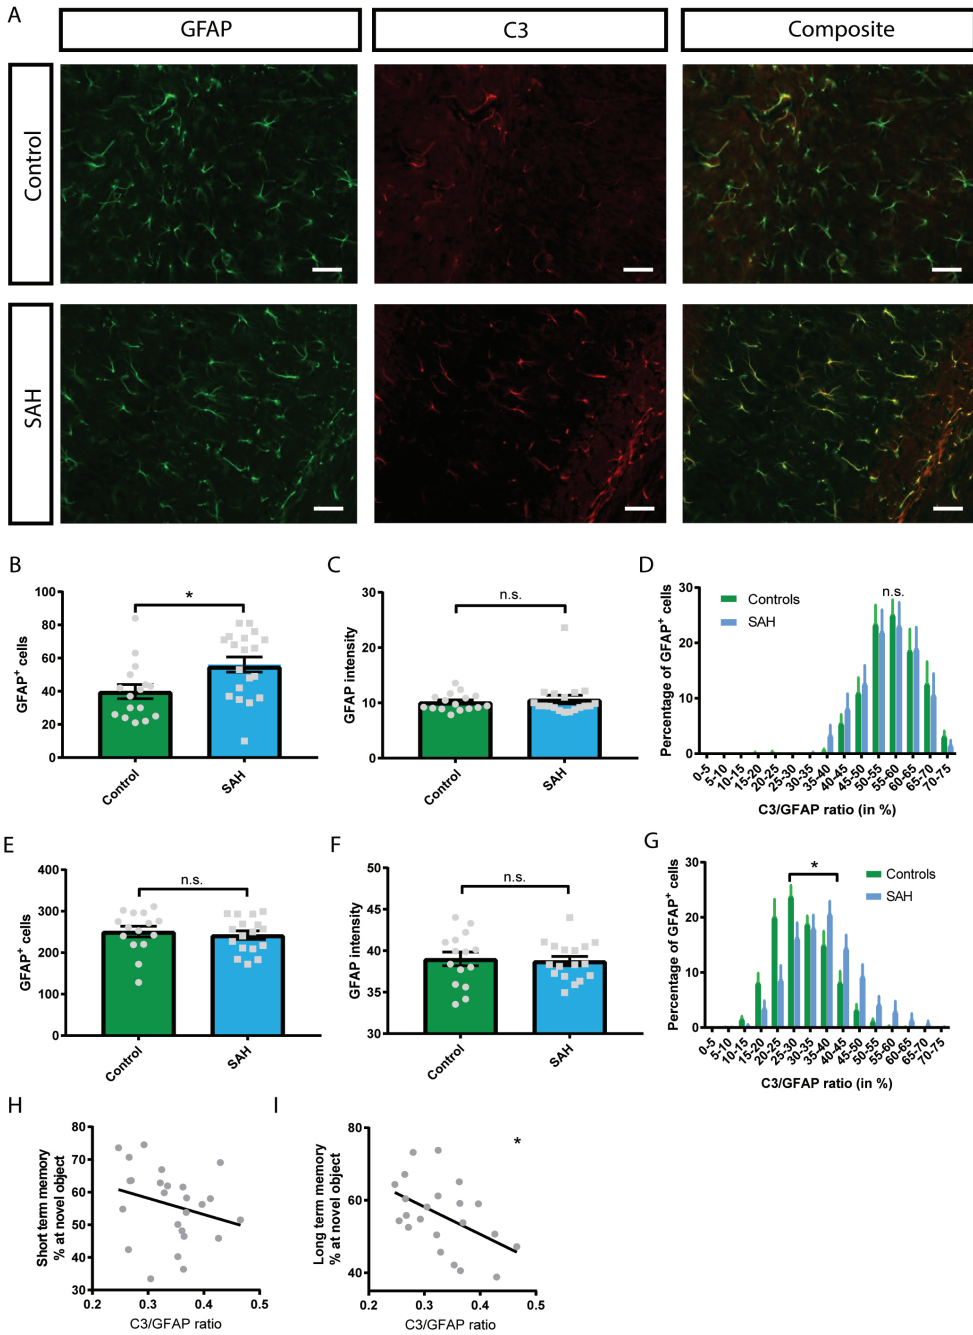 A
GFAP
C3
Composite
Control
SAH
B
GFAP+ cells
100
80
60
40
20
0
*
Control
SAH
C
GFAP intensity
30
20
10
0
n.s.
Control
SAH
D
Percentage of GFAP+ cells
30
20
10
0
Controls
SAH
n.s.
0-5
5-10
10-15
15-20
20-25
25-30
30-35
35-40
40-45
45-50
50-55
55-60
60-65
65-70
70-75
C3/GFAP ratio (in %)
E
GFAP+ cells
400
300
200
100
0
n.s.
Control
SAH
F
GFAP intensity
50
45
40
35
30
n.s.
Control
SAH
G
Percentage of GFAP+ cells
30
20
10
0
*
Controls
SAH
0-5
5-10
10-15
15-20
20-25
25-30
30-35
35-40
40-45
45-50
50-55
55-60
60-65
65-70
70-75
C3/GFAP ratio (in %)
H
Short term memory
% at novel object
80
70
60
50
40
30
0.2
0.3
0.4
0.5
C3/GFAP ratio
I
Long term memory
% at novel object
80
60
40
*
0.2
0.3
0.4
0.5
C3/GFAP ratio